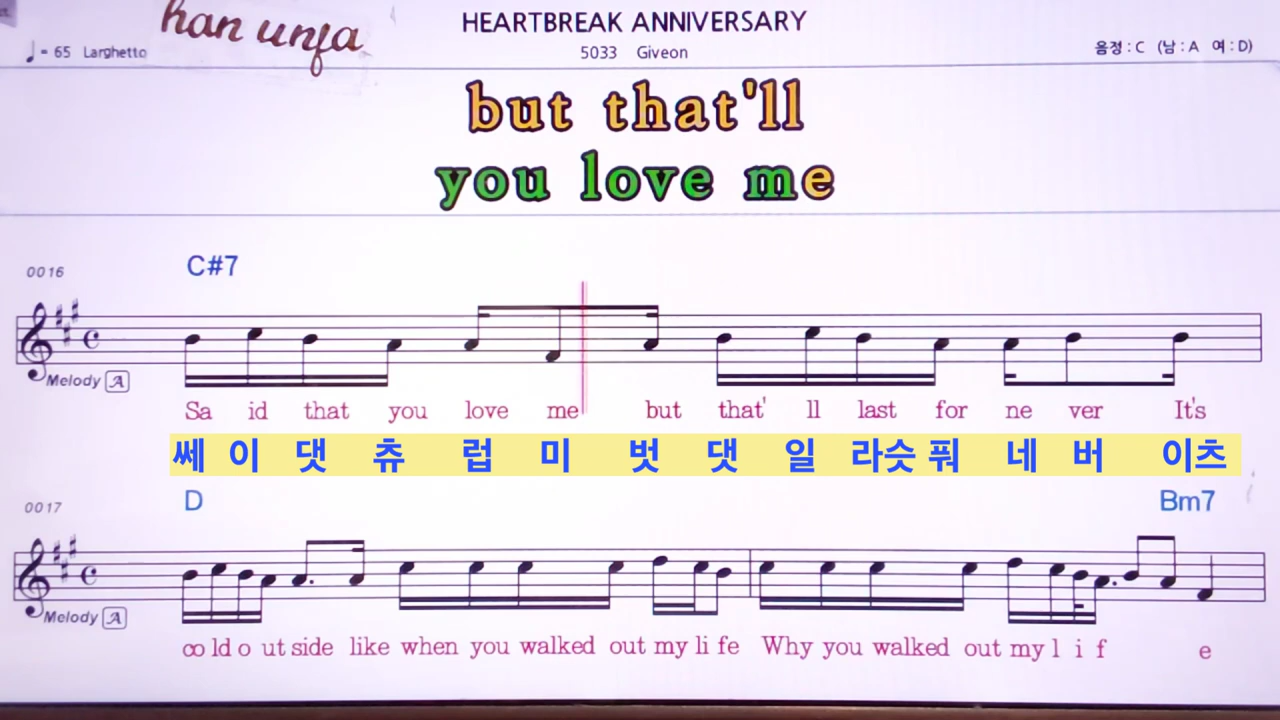 han unfa
HEARTBREAK ANNIVERSARY
♩= 65 Larghetto
5033 Giveon
음정 : C (남 : A 여 : D)
but that'll
you love me
0016
C#7
Melody A
Sa id that you love me but that' ll last for ne ver It's
쎄 이 댓 츄 럽 미 벗 댓 일 라슷 풔 네 버 이츠
0017
D Bm7
Melody A
co ld o ut side like when you walked out my li fe Why you walked out my l i f e